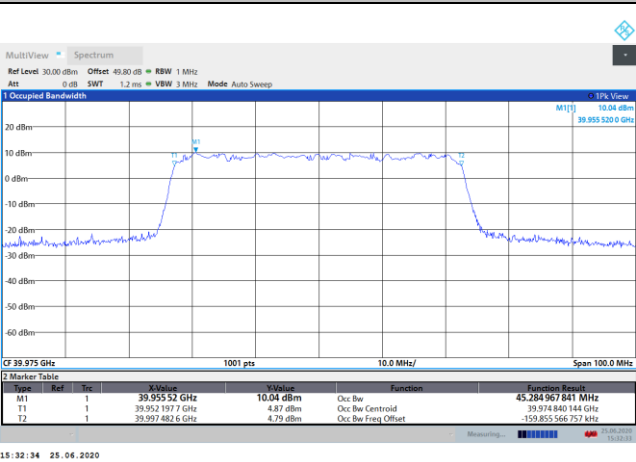 MultiView Spectrum
Ref Level 30.00 dBm Offset 49.80 dB RBW 1 MHz
Att 0 dB SWT 1.2 ms VBW 3 MHz Mode Auto Sweep
1 Occupied Bandwidth 1Pk View
M1[1] 10.04 dBm
39.955 520 0 GHz
20 dBm
M1
10 dBm
T1 T2
0 dBm
-10 dBm
-20 dBm
-30 dBm
-40 dBm
-50 dBm
-60 dBm
CF 39.975 GHz 1001 pts 10.0 MHz/ Span 100.0 MHz
2 Marker Table
Type Ref Trc X-Value Y-Value Function Function Result
M1 1 39.955 52 GHz 10.04 dBm Occ Bw 45.284 967 841 MHz
T1 1 39.952 197 7 GHz 4.87 dBm Occ Bw Centroid 39.974 840 144 GHz
T2 1 39.997 482 6 GHz 4.79 dBm Occ Bw Freq Offset -159.855 566 757 kHz
Measuring... 25.06.2020
15:32:33
15:32:34 25.06.2020